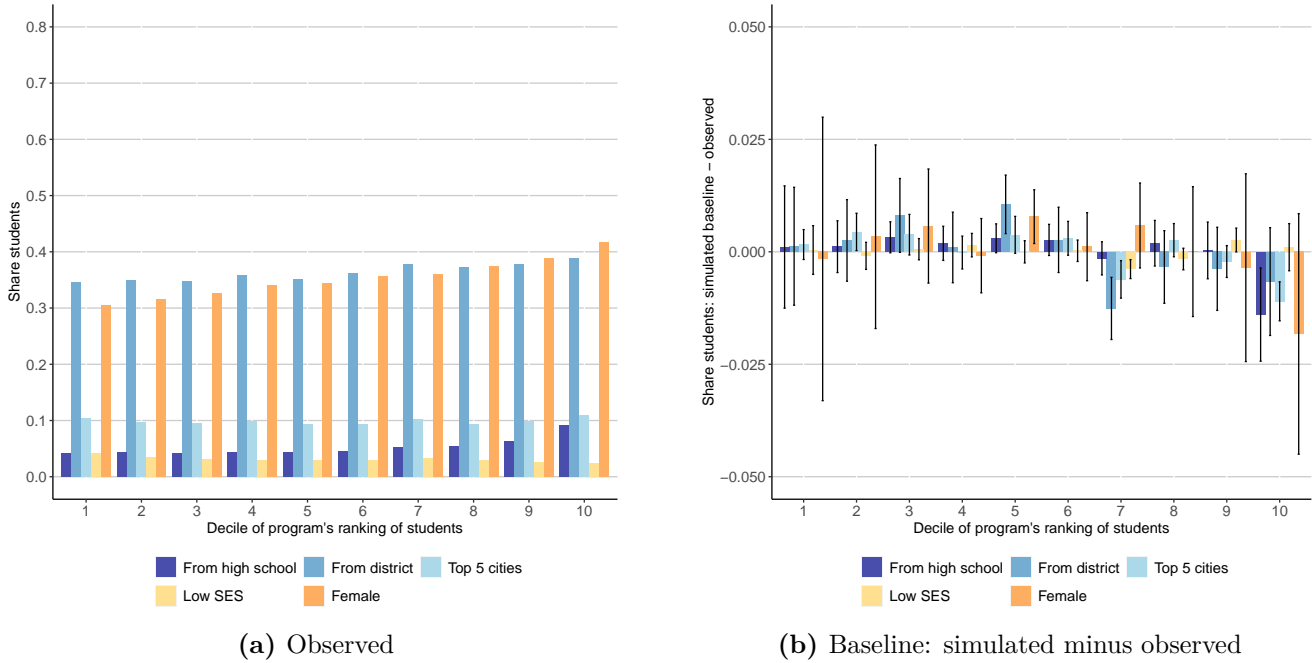 0.8
0.7
0.6
0.5
0.4
0.3
0.2
0.1
0.0
Share students
1 2 3 4 5 6 7 8 9 10
Decile of program's ranking of students
From high school From district Top 5 cities
Low SES Female
(a) Observed
0.050
0.025
0.000
−0.025
−0.050
Share students: simulated baseline − observed
1 2 3 4 5 6 7 8 9 10
Decile of program's ranking of students
From high school From district Top 5 cities
Low SES Female
(b) Baseline: simulated minus observed